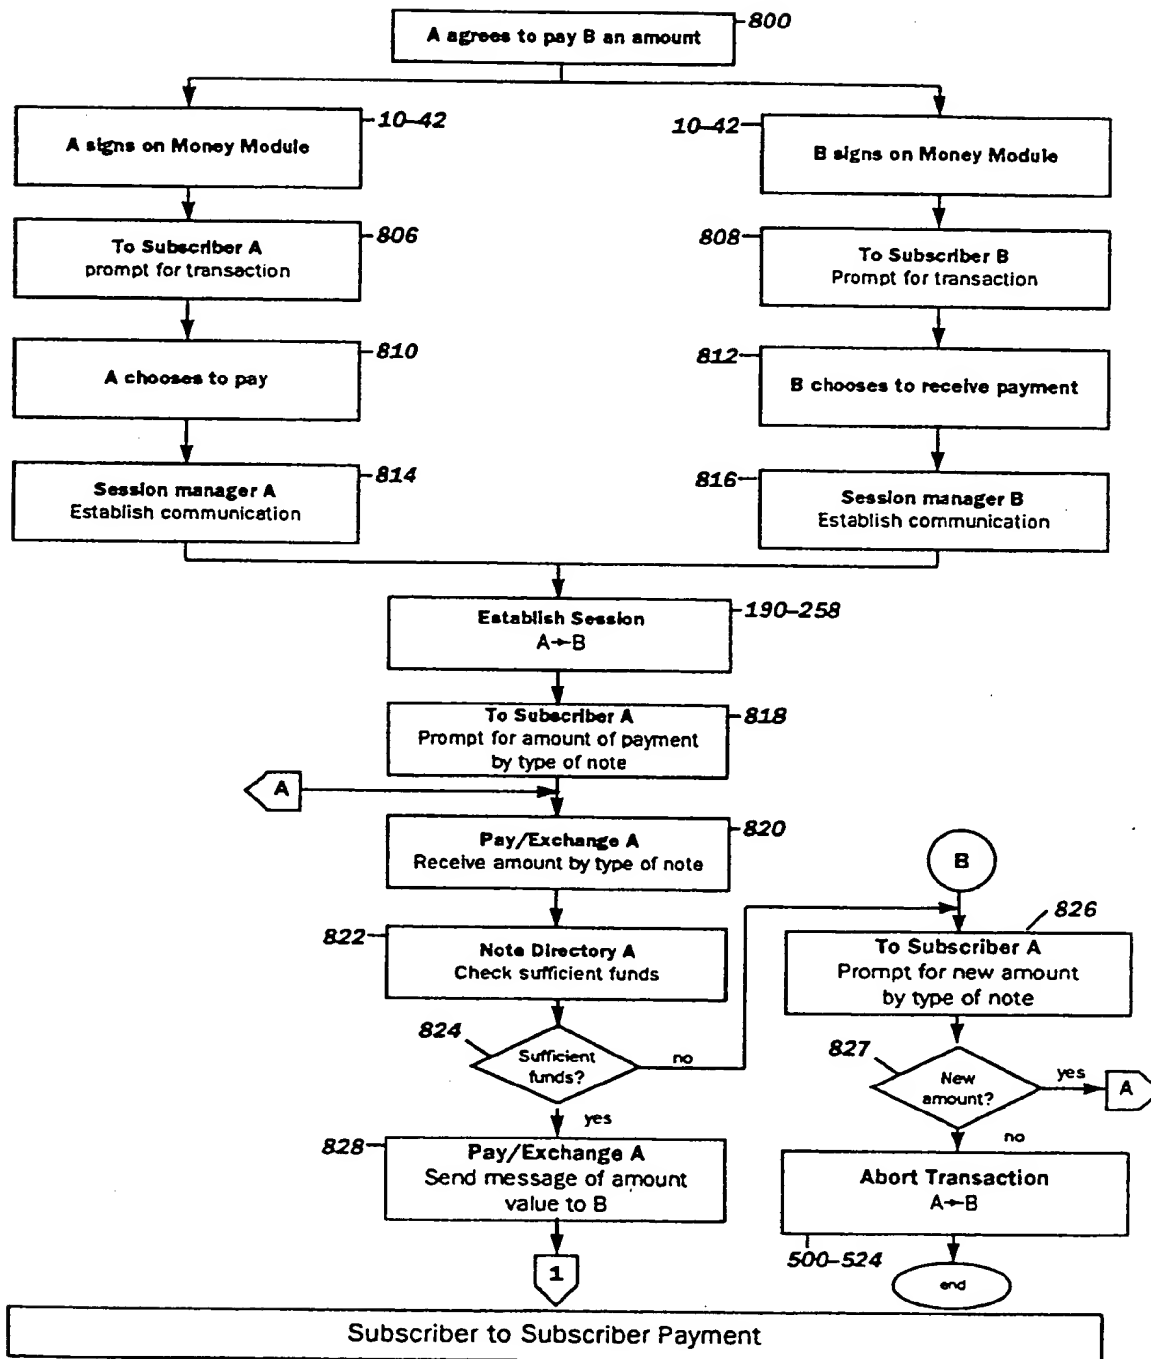 A agrees to pay B an amount
800
A signs on Money Module
10-42
10-42
B signs on Money Module
To Subscriber A
prompt for transaction
806
808
To Subscriber B
Prompt for transaction
A chooses to pay
810
812
B chooses to receive payment
Session manager A
Establish communication
814
816
Session manager B
Establish communication
Establish Session
A→B
190-258
To Subscriber A
Prompt for amount of payment
by type of note
818
A
Pay/Exchange A
Receive amount by type of note
820
B
822
Note Directory A
Check sufficient funds
826
To Subscriber A
Prompt for new amount
by type of note
824
Sufficient
funds?
no
yes
827
New
amount?
yes
A
no
828
Pay/Exchange A
Send message of amount
value to B
Abort Transaction
A→B
500-524
1
end
Subscriber to Subscriber Payment